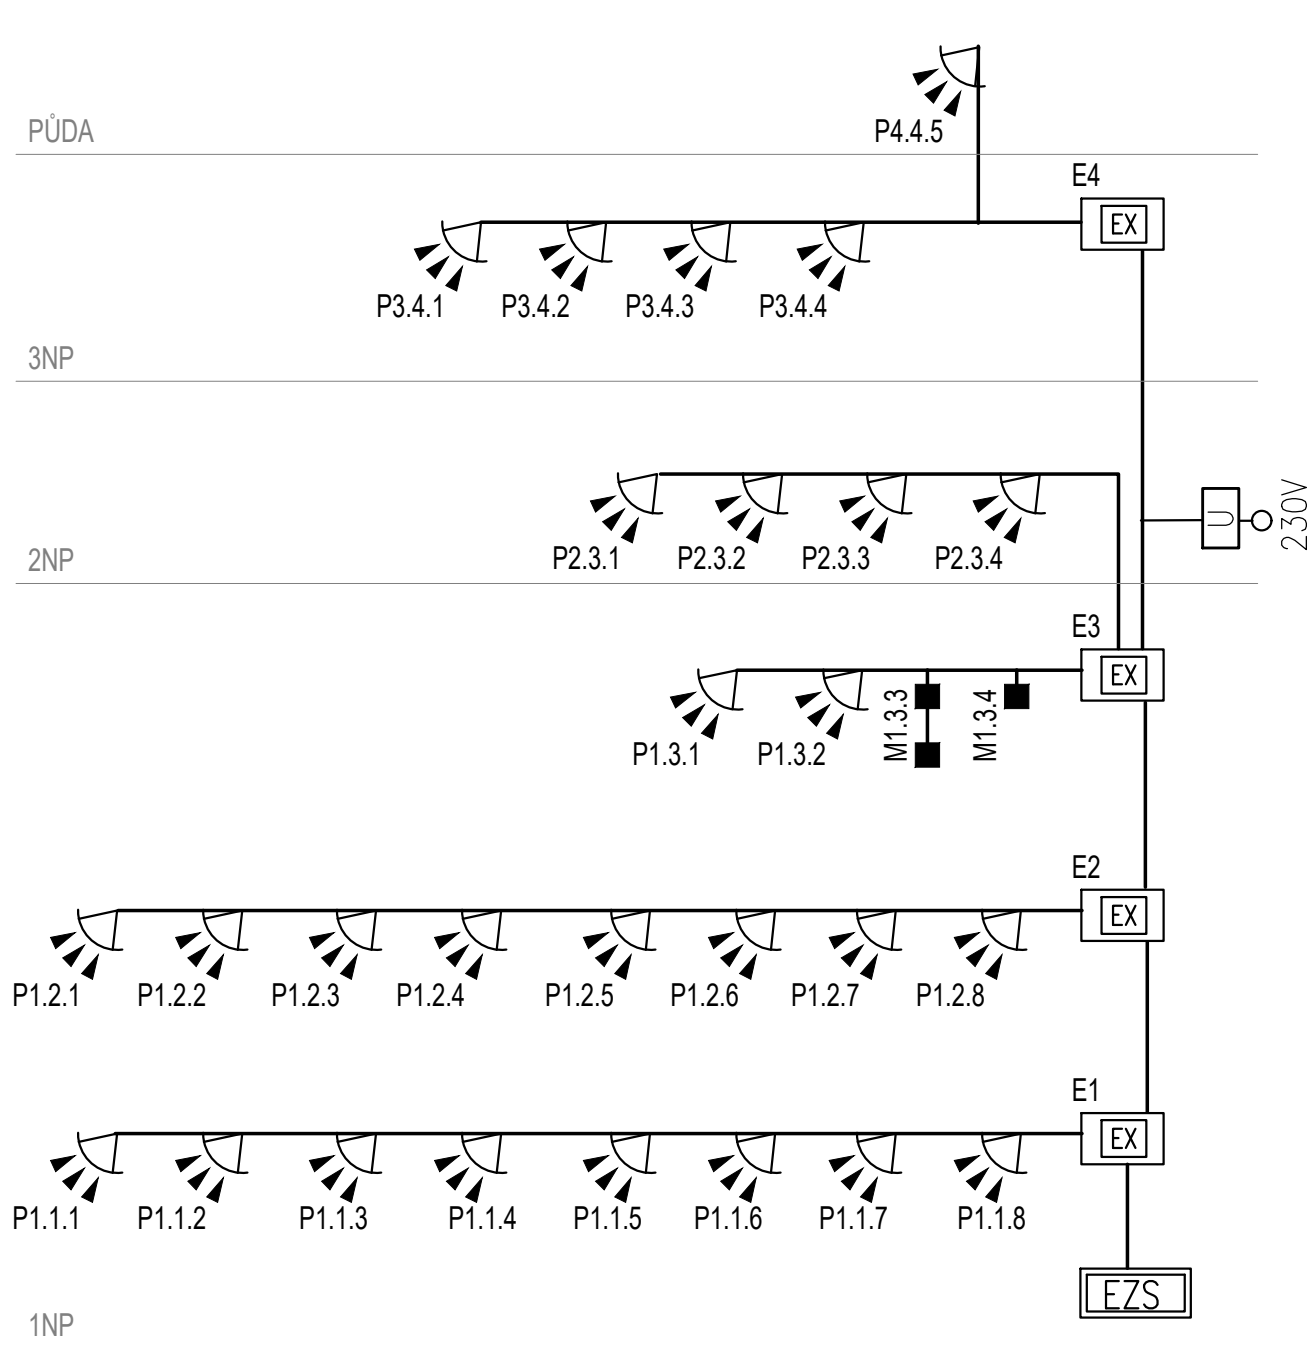 PŮDA
P4.4.5
E4
EX
P3.4.1 P3.4.2 P3.4.3 P3.4.4
3NP
230V
U
P2.3.1 P2.3.2 P2.3.3 P2.3.4
2NP
E3
EX
M1.3.3
M1.3.4
P1.3.1 P1.3.2
E2
EX
P1.2.1 P1.2.2 P1.2.3 P1.2.4 P1.2.5 P1.2.6 P1.2.7 P1.2.8
E1
EX
P1.1.1 P1.1.2 P1.1.3 P1.1.4 P1.1.5 P1.1.6 P1.1.7 P1.1.8
EZS
1NP